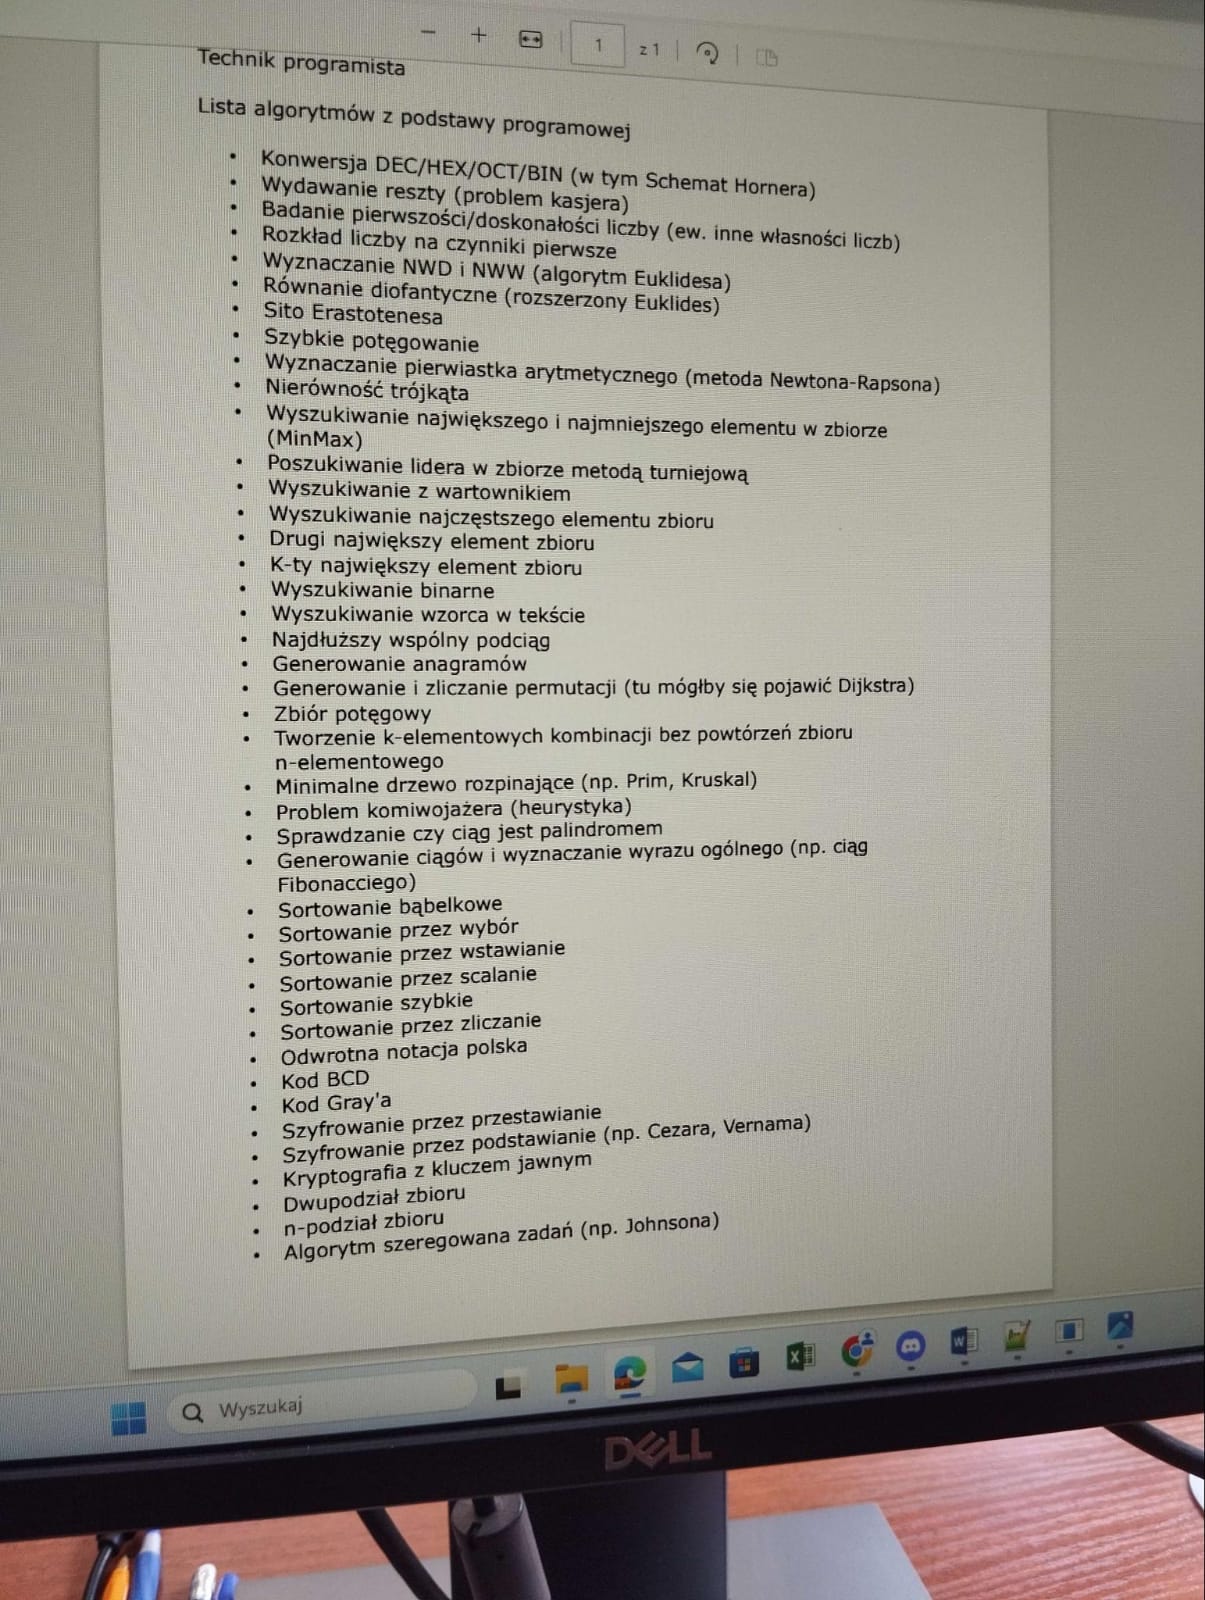 1 z 1
Technik programista
Lista algorytmów z podstawy programowej
• Konwersja DEC/HEX/OCT/BIN (w tym Schemat Hornera)
• Wydawanie reszty (problem kasjera)
• Badanie pierwszości/doskonałości liczby (ew. inne własności liczb)
• Rozkład liczby na czynniki pierwsze
• Wyznaczanie NWD i NWW (algorytm Euklidesa)
• Równanie diofantyczne (rozszerzony Euklides)
• Sito Erastotenesa
• Szybkie potęgowanie
• Wyznaczanie pierwiastka arytmetycznego (metoda Newtona-Rapsona)
• Nierówność trójkąta
• Wyszukiwanie największego i najmniejszego elementu w zbiorze
(MinMax)
• Poszukiwanie lidera w zbiorze metodą turniejową
• Wyszukiwanie z wartownikiem
• Wyszukiwanie najczęstszego elementu zbioru
• Drugi największy element zbioru
• K-ty największy element zbioru
• Wyszukiwanie binarne
• Wyszukiwanie wzorca w tekście
• Najdłuższy wspólny podciąg
• Generowanie anagramów
• Generowanie i zliczanie permutacji (tu mógłby się pojawić Dijkstra)
• Zbiór potęgowy
• Tworzenie k-elementowych kombinacji bez powtórzeń zbioru
n-elementowego
• Minimalne drzewo rozpinające (np. Prim, Kruskal)
• Problem komiwojażera (heurystyka)
• Sprawdzanie czy ciąg jest palindromem
• Generowanie ciągów i wyznaczanie wyrazu ogólnego (np. ciąg
Fibonacciego)
• Sortowanie bąbelkowe
• Sortowanie przez wybór
• Sortowanie przez wstawianie
• Sortowanie przez scalanie
• Sortowanie szybkie
• Sortowanie przez zliczanie
• Odwrotna notacja polska
• Kod BCD
• Kod Gray'a
• Szyfrowanie przez przestawianie
• Szyfrowanie przez podstawianie (np. Cezara, Vernama)
• Kryptografia z kluczem jawnym
• Dwupodział zbioru
• n-podział zbioru
• Algorytm szeregowana zadań (np. Johnsona)
Wyszukaj
DELL